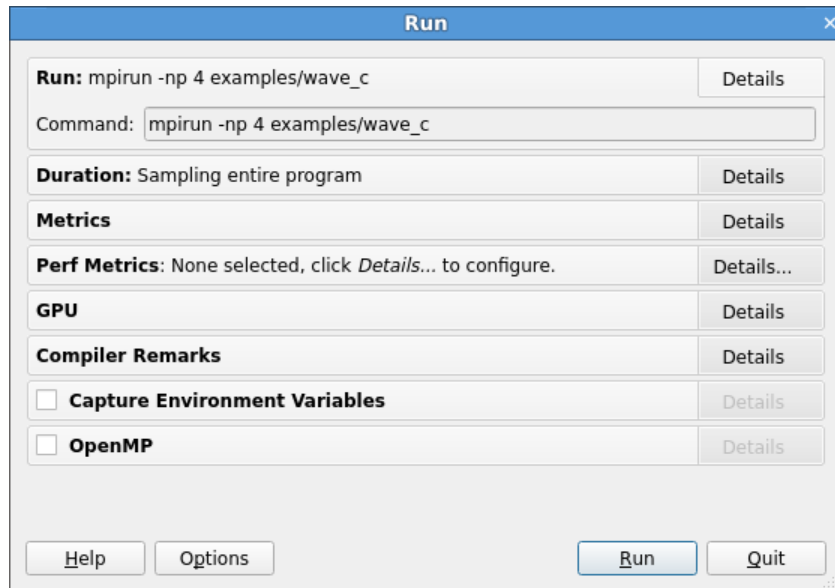 Run
×
Run: mpirun -np 4 examples/wave_c Details
Command: mpirun -np 4 examples/wave_c
Duration: Sampling entire program Details
Metrics Details
Perf Metrics: None selected, click Details... to configure. Details...
GPU Details
Compiler Remarks Details
Capture Environment Variables Details
OpenMP Details
Help Options Run Quit